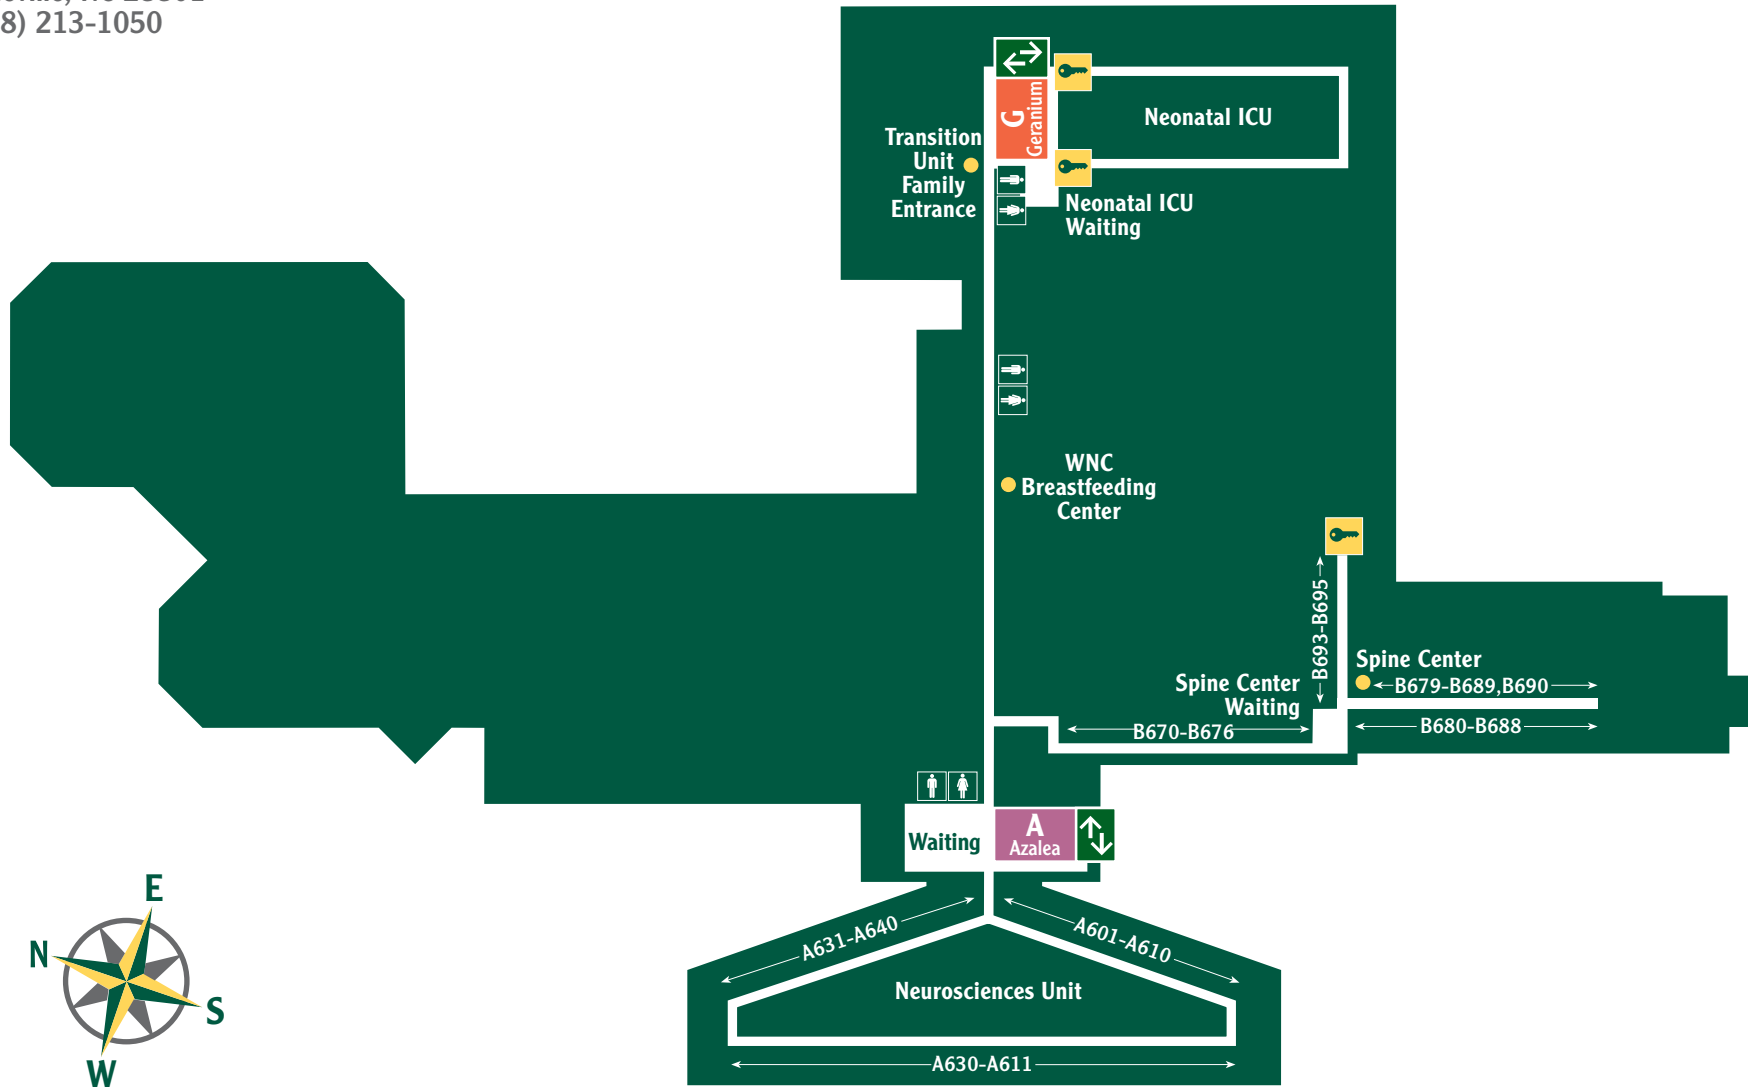 8) 213-1050
G
Geranium
Neonatal ICU
Transition
Unit
Family
Entrance
Neonatal ICU
Waiting
WNC
Breastfeeding
Center
B693-B695
Spine Center
B679-B689,B690
Spine Center
Waiting
B670-B676
B680-B688
Waiting
A
Azalea
A631-A640
A601-A610
Neurosciences Unit
A630-A611
E
N
S
W